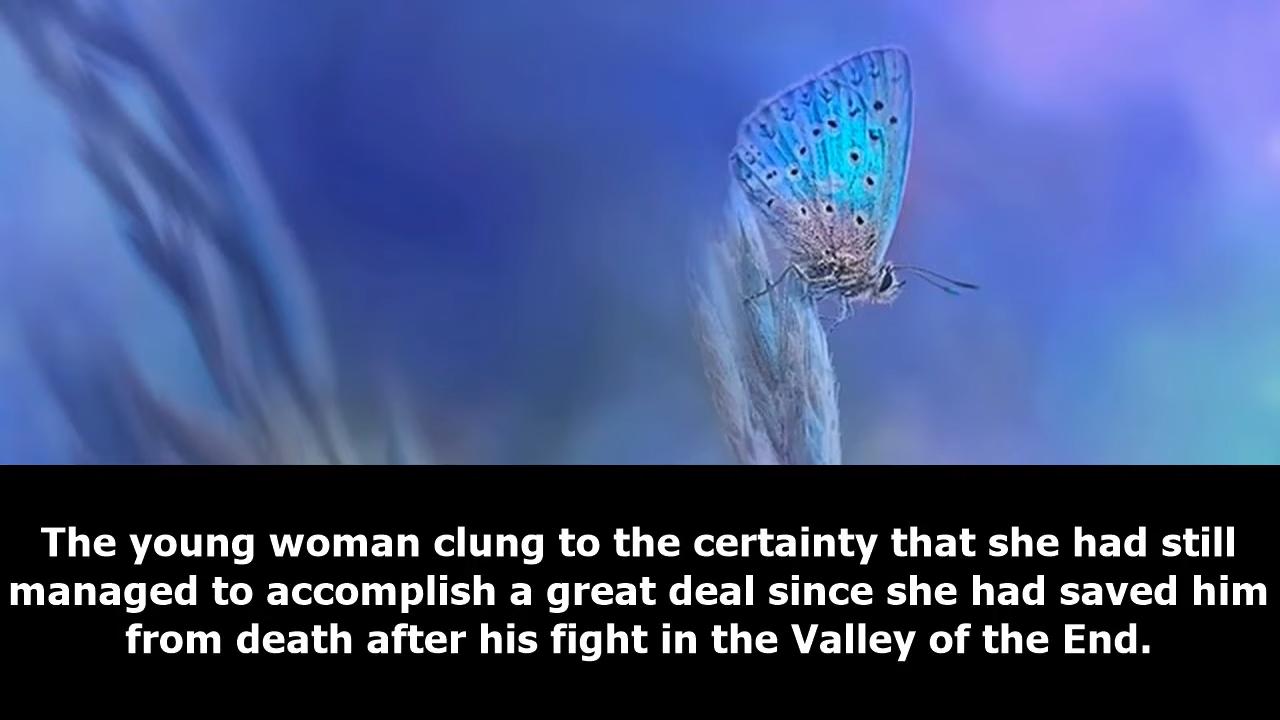 The young woman clung to the certainty that she had still
managed to accomplish a great deal since she had saved him
from death after his fight in the Valley of the End.